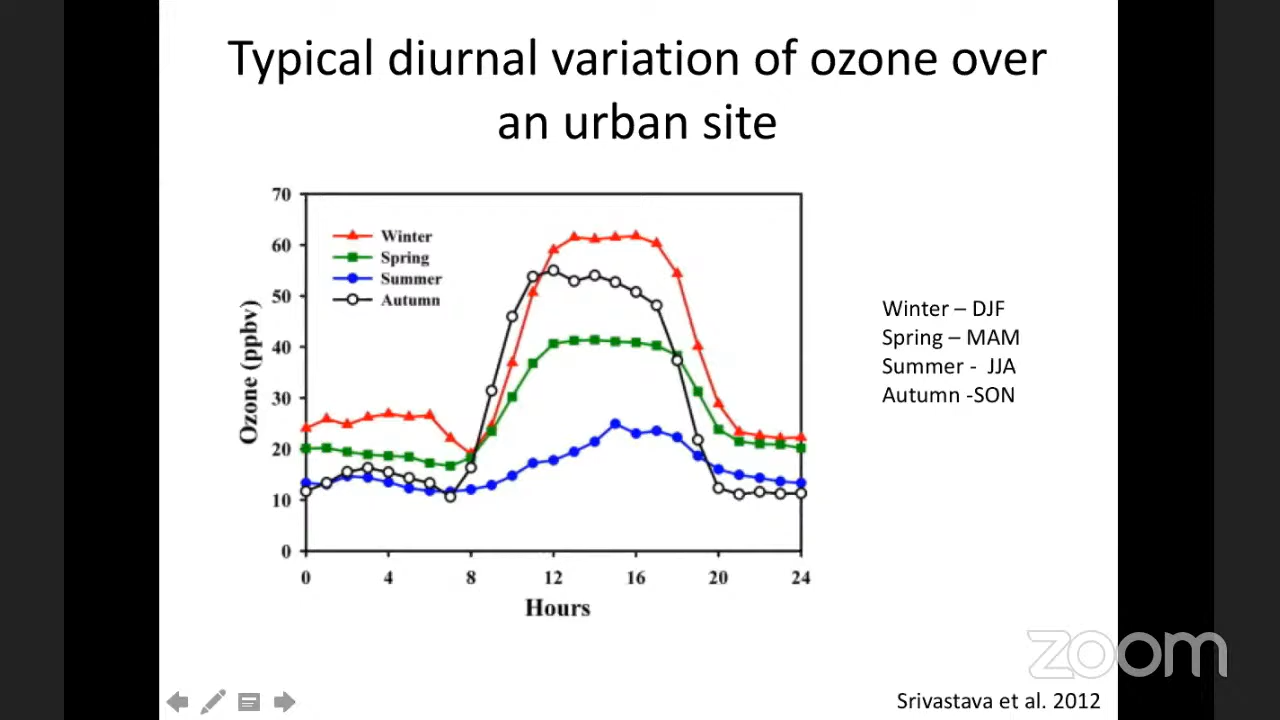 Typical diurnal variation of ozone over
an urban site
70
60
50
40
30
20
10
0
Ozone (ppbv)
Winter
Spring
Summer
Autumn
0 4 8 12 16 20 24
Hours
Winter – DJF
Spring – MAM
Summer - JJA
Autumn -SON
zoom
Srivastava et al. 2012